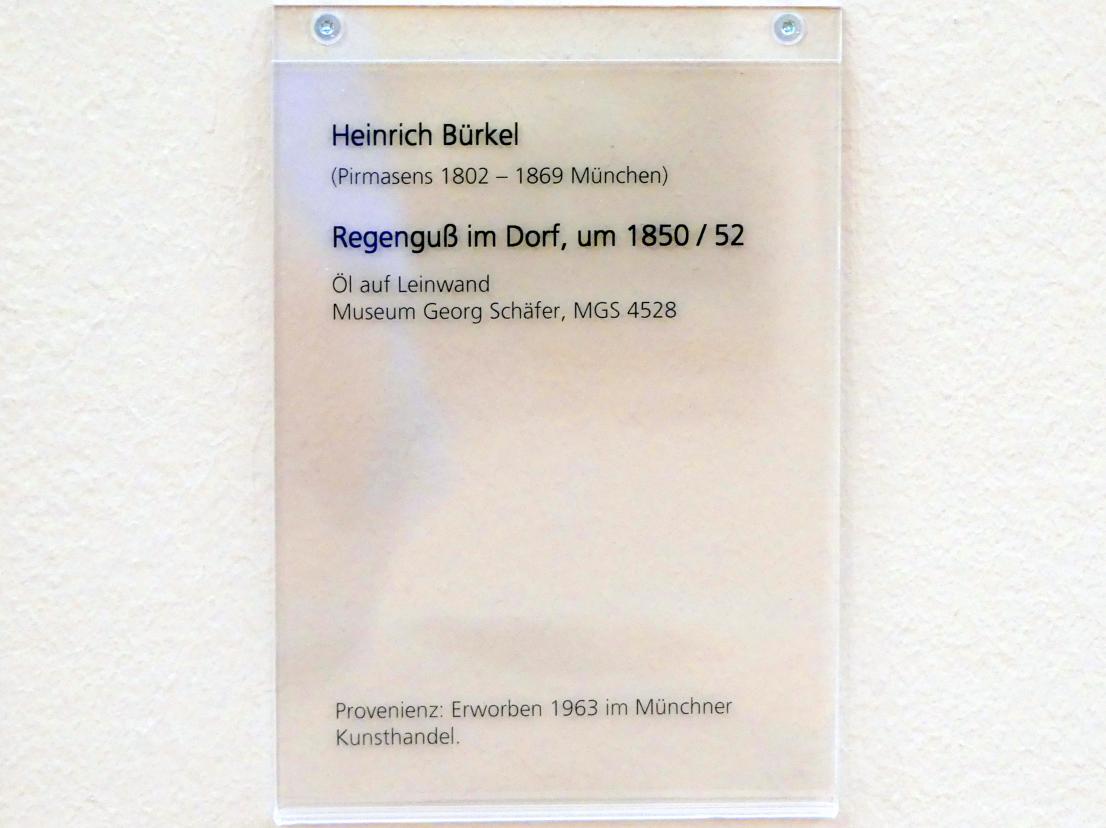 Heinrich Bürkel
(Pirmasens 1802 – 1869 München)
Regenguß im Dorf, um 1850 / 52
Öl auf Leinwand
Museum Georg Schäfer, MGS 4528
Provenienz: Erworben 1963 im Münchner
Kunsthandel.